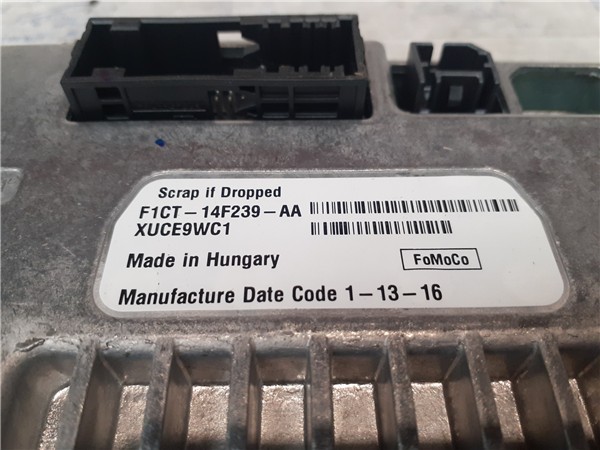 Scrap if Dropped
F1CT-14F239-AA
XUCE9WC1
Made in Hungary
FoMoCo
Manufacture Date Code 1-13-16